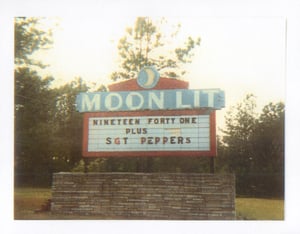 MOON LIT
NINETEEN FORTY ONE
PLUS
SGT PEPPERS